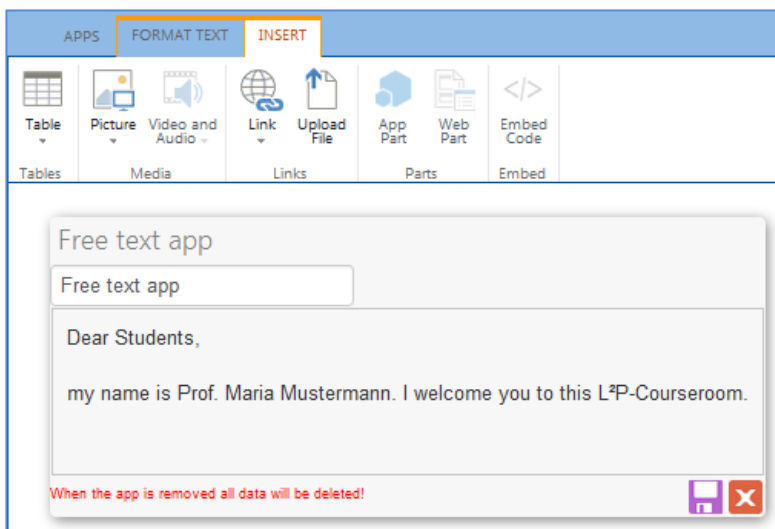 APPS FORMAT TEXT INSERT
Table Picture Video and Audio Link Upload File App Part Web Part Embed Code
Tables Media Links Parts Embed
Free text app
Free text app
Dear Students,
my name is Prof. Maria Mustermann. I welcome you to this L²P-Courseroom.
When the app is removed all data will be deleted!